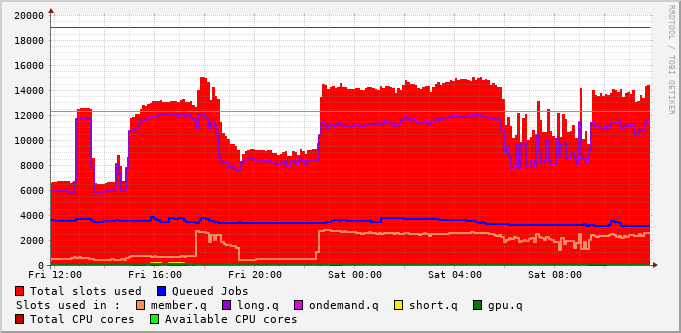 20000
18000
16000
14000
12000
10000
8000
6000
4000
2000
0
Fri 12:00 Fri 16:00 Fri 20:00 Sat 00:00 Sat 04:00 Sat 08:00
RRDTOOL / TOBI OETIKER
Total slots used Queued Jobs
Slots used in : member.q long.q ondemand.q short.q gpu.q
Total CPU cores Available CPU cores